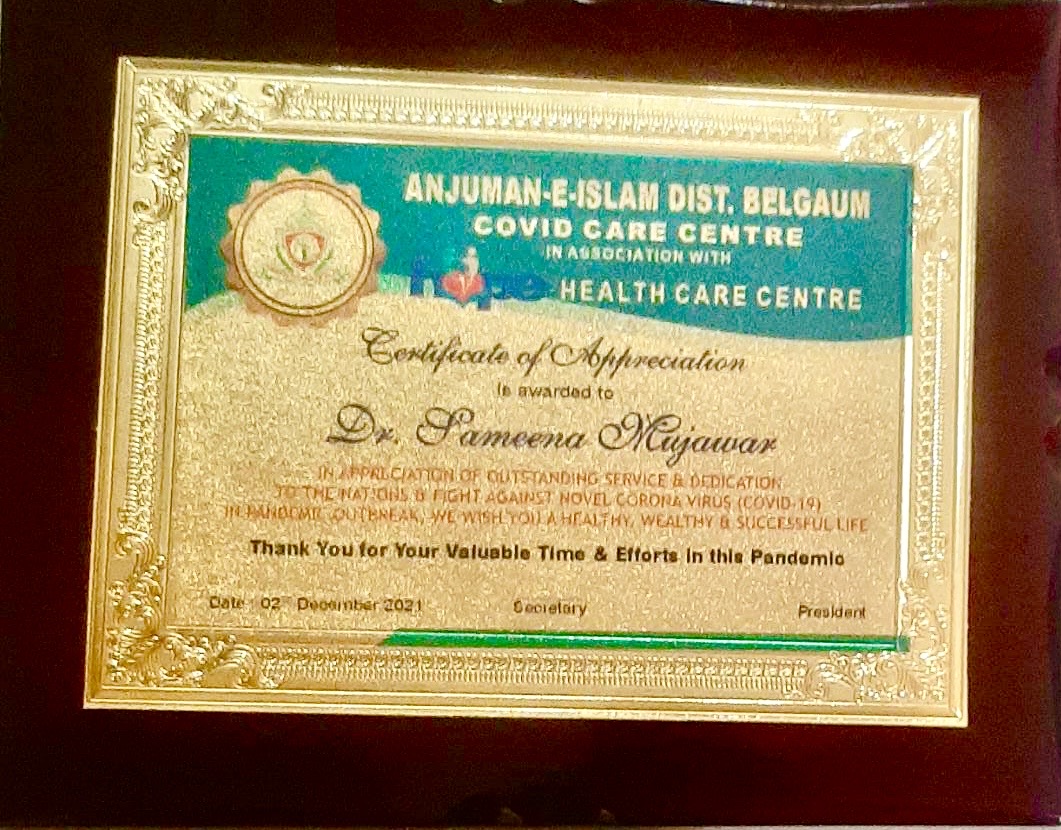 ANJUMAN-E-ISLAM DIST. BELGAUM
COVID CARE CENTRE
IN ASSOCIATION WITH
hope HEALTH CARE CENTRE
Certificate of Appreciation
is awarded to
Dr. Sameena Mujawar
IN APPRECIATION OF OUTSTANDING SERVICE & DEDICATION
TO THE NATIONS & FIGHT AGAINST NOVEL CORONA VIRUS (COVID-19)
IN PANDEMIC OUTBREAK, WE WISH YOU A HEALTHY, WEALTHY & SUCCESSFUL LIFE
Thank You for Your Valuable Time & Efforts in this Pandemic
Date : 02nd December 2021 Secretary President